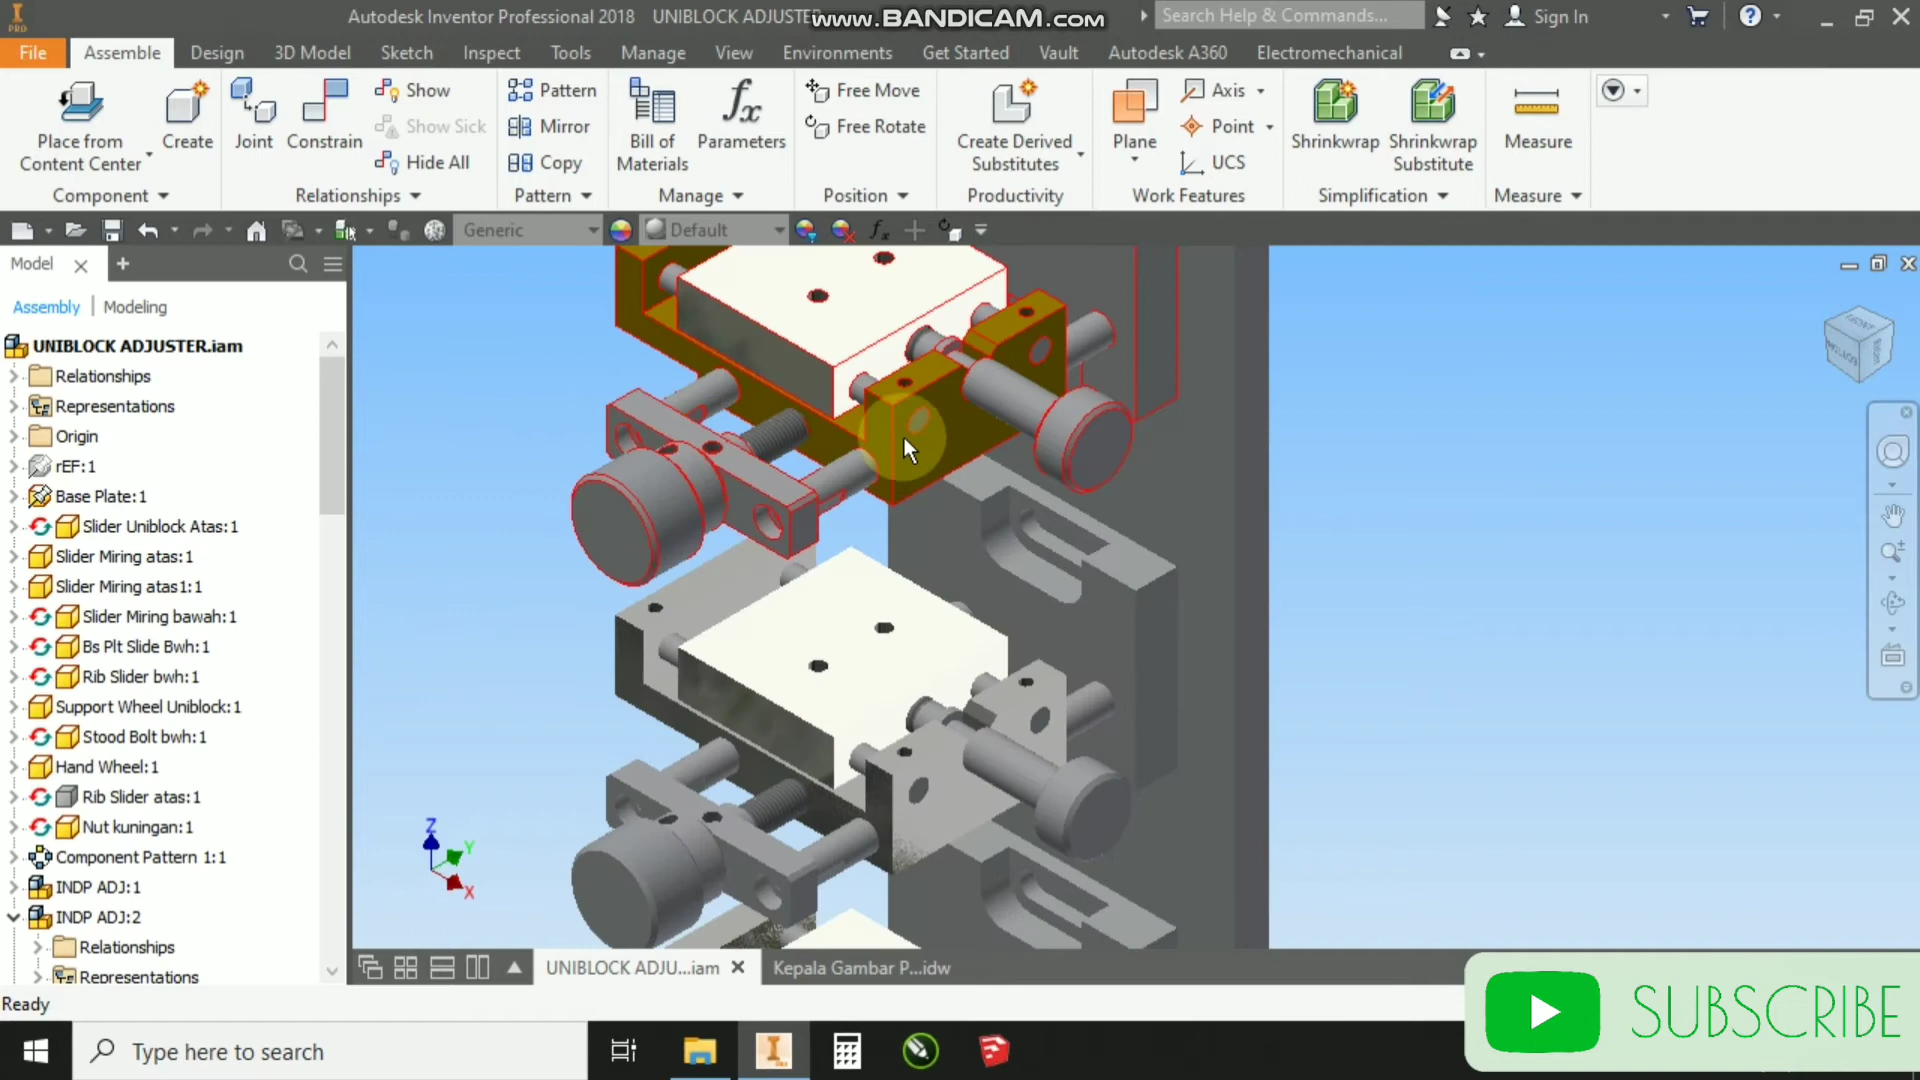 Autodesk Inventor Professional 2018 UNIBLOCK ADJUSTER
www.BANDICAM.com
Search Help & Commands...
Sign In
PRO
File Assemble Design 3D Model Sketch Inspect Tools Manage View Environments Get Started Vault Autodesk A360 Electromechanical
Place from
Content Center
Create
Joint
Constrain
Show
Show Sick
Hide All
Pattern
Mirror
Copy
Bill of
Materials
Parameters
Free Move
Free Rotate
Create Derived
Substitutes
Plane
Axis
Point
UCS
Shrinkwrap
Shrinkwrap
Substitute
Measure
Component Relationships Pattern Manage Position Productivity Work Features Simplification Measure
Generic Default
Model
Assembly | Modeling
UNIBLOCK ADJUSTER.iam
Relationships
Representations
Origin
rEF:1
Base Plate:1
Slider Uniblock Atas:1
Slider Miring atas:1
Slider Miring atas1:1
Slider Miring bawah:1
Bs Plt Slide Bwh:1
Rib Slider bwh:1
Support Wheel Uniblock:1
Stood Bolt bwh:1
Hand Wheel:1
Rib Slider atas:1
Nut kuningan:1
Component Pattern 1:1
INDP ADJ:1
INDP ADJ:2
Relationships
Representations
Z
Y
X
UNIBLOCK ADJU...iam
Kepala Gambar P...idw
Ready
SUBSCRIBE
Type here to search